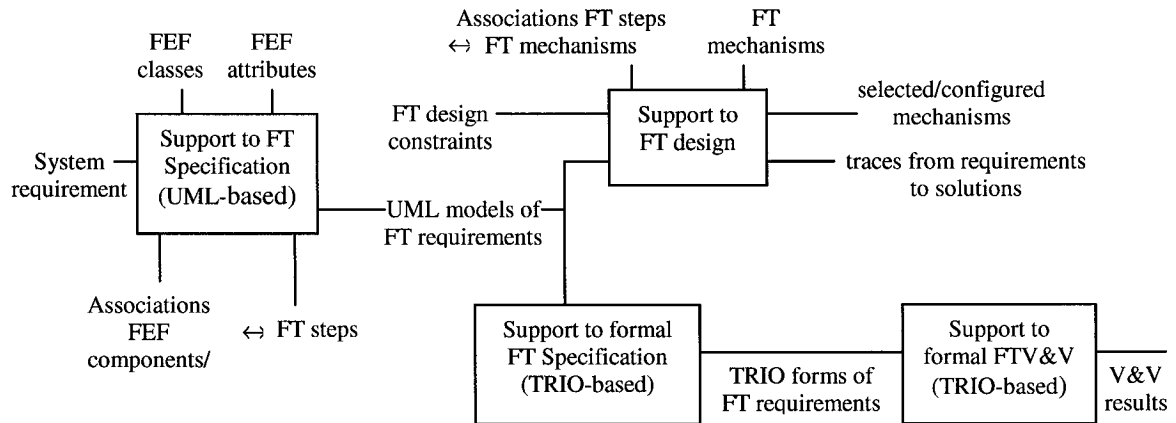 FEF
classes
FEF
attributes
Support to FT
Specification
(UML-based)
System
requirement
Associations
FEF
components/
↔ FT steps
UML models of
FT requirements
Associations FT steps
↔ FT mechanisms
FT
mechanisms
FT design
constraints
Support to
FT design
selected/configured
mechanisms
traces from requirements
to solutions
Support to formal
FT Specification
(TRIO-based)
TRIO forms of
FT requirements
Support to
formal FTV&V
(TRIO-based)
V&V
results